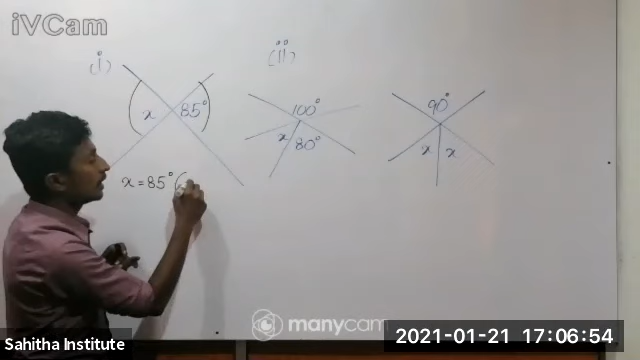 iVCam
(i)
(ii)
x
85°
100°
x
80°
90°
x
x
x = 85° (
manycam
Sahitha Institute
2021-01-21 17:06:54